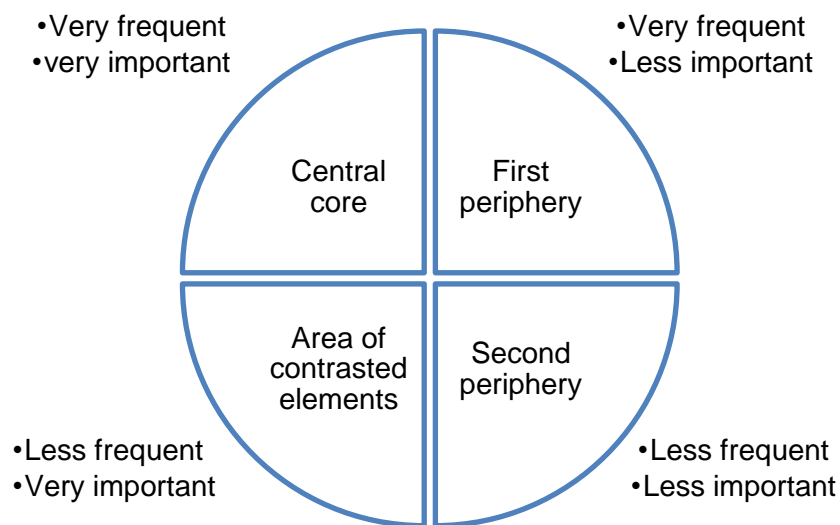 •Very frequent
•very important
•Very frequent
•Less important
Central
core
First
periphery
Area of
contrasted
elements
Second
periphery
•Less frequent
•Very important
•Less frequent
•Less important